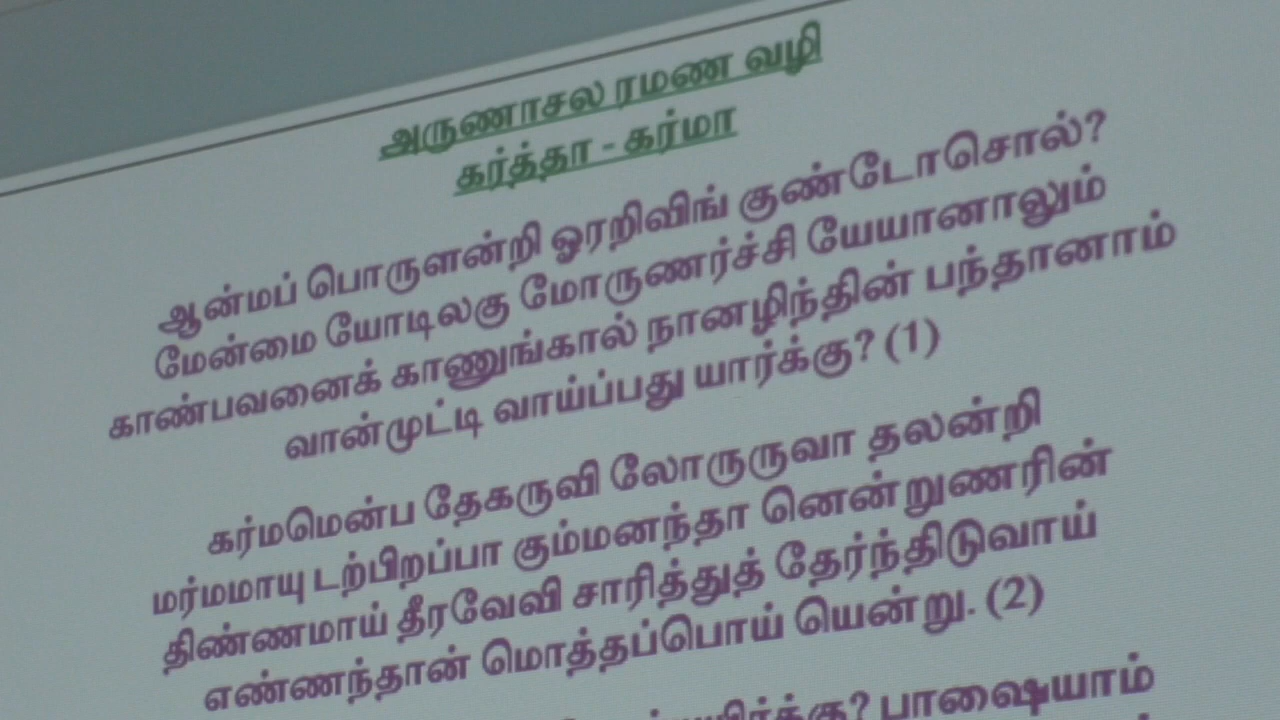 அருணாசல ரமண வழி
கர்த்தா - கர்மா
ஆன்மப் பொருளன்றி ஓரறிவிங் குண்டோசொல்?
மேன்மை யோடிலகு மோருணர்ச்சி யேயானாலும்
காண்பவனைக் காணுங்கால் நானழிந்தின் பந்தானாம்
வான்முட்டி வாய்ப்பது யார்க்கு? (1)
கர்மமென்ப தேகருவி லோருருவா தலன்றி
மர்மமாயு டற்பிறப்பா கும்மனந்தா னென்றுணரின்
திண்ணமாய் தீரவேவி சாரித்துத் தேர்ந்திடுவாய்
எண்ணந்தான் மொத்தப்பொய் யென்று. (2)
பாஷையாம்